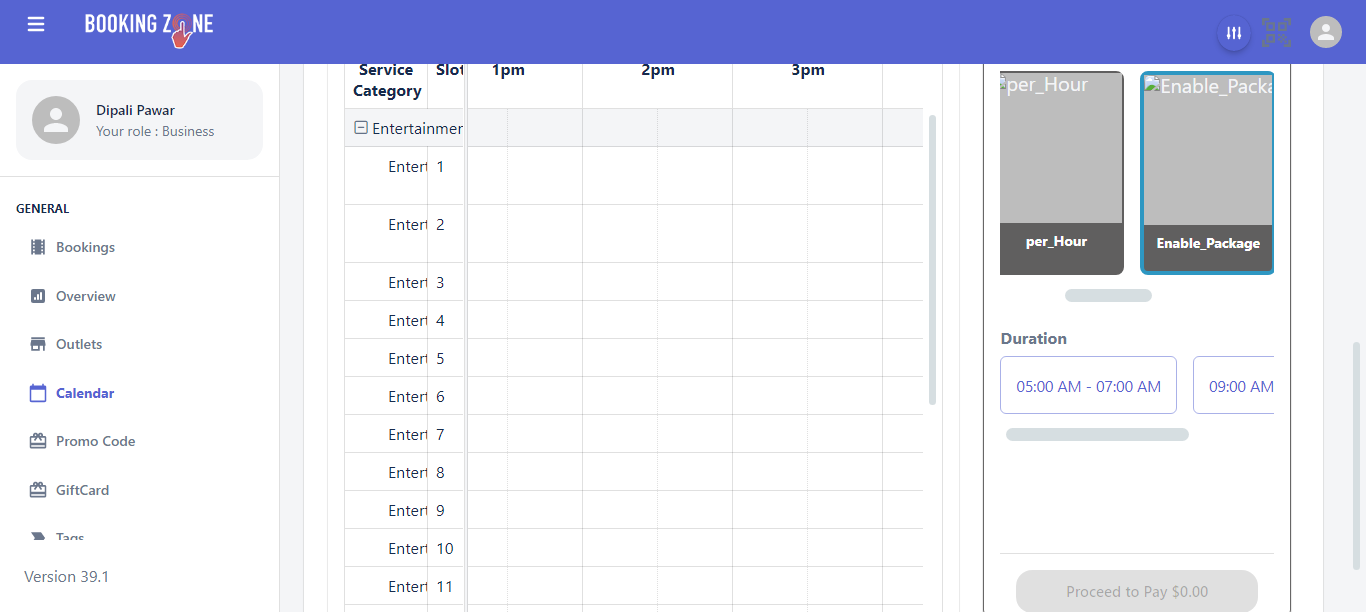 BOOKING ZONE
Dipali Pawar
Your role : Business
GENERAL
Bookings
Overview
Outlets
Calendar
Promo Code
GiftCard
Tags
Version 39.1
Service
Category
Slot
1pm
2pm
3pm
Entertainmer
Entert 1
Entert 2
Entert 3
Entert 4
Entert 5
Entert 6
Entert 7
Entert 8
Entert 9
Entert 10
Entert 11
per_Hour
Enable_Packa
per_Hour
Enable_Package
Duration
05:00 AM - 07:00 AM
09:00 AM
Proceed to Pay $0.00